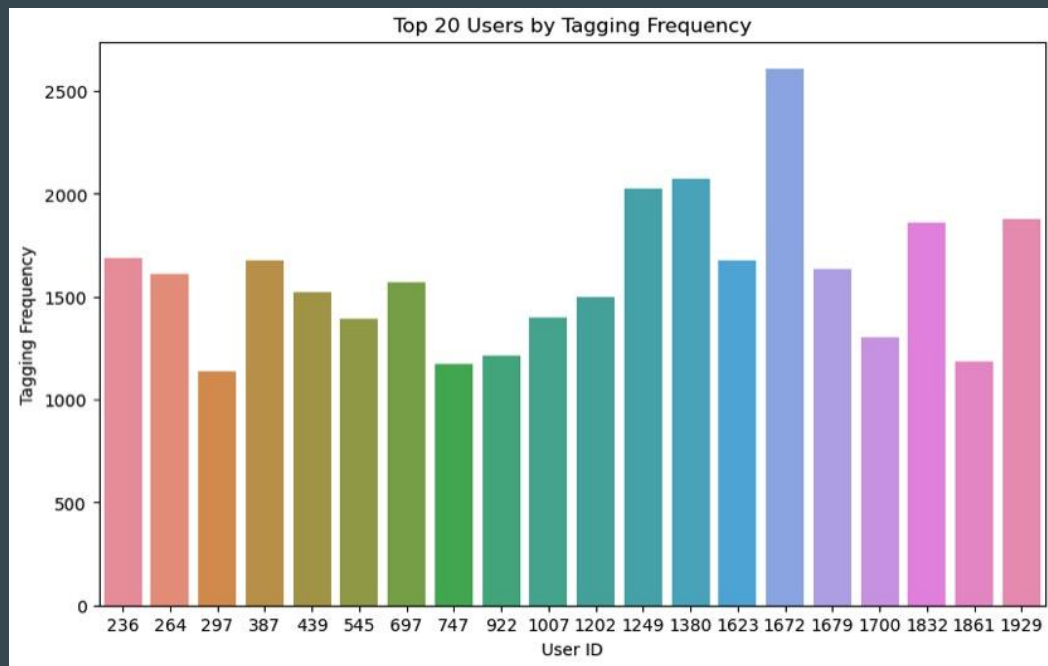 Top 20 Users by Tagging Frequency
2500
2000
1500
1000
500
0
Tagging Frequency
236 264 297 387 439 545 697 747 922 1007 1202 1249 1380 1623 1672 1679 1700 1832 1861 1929
User ID